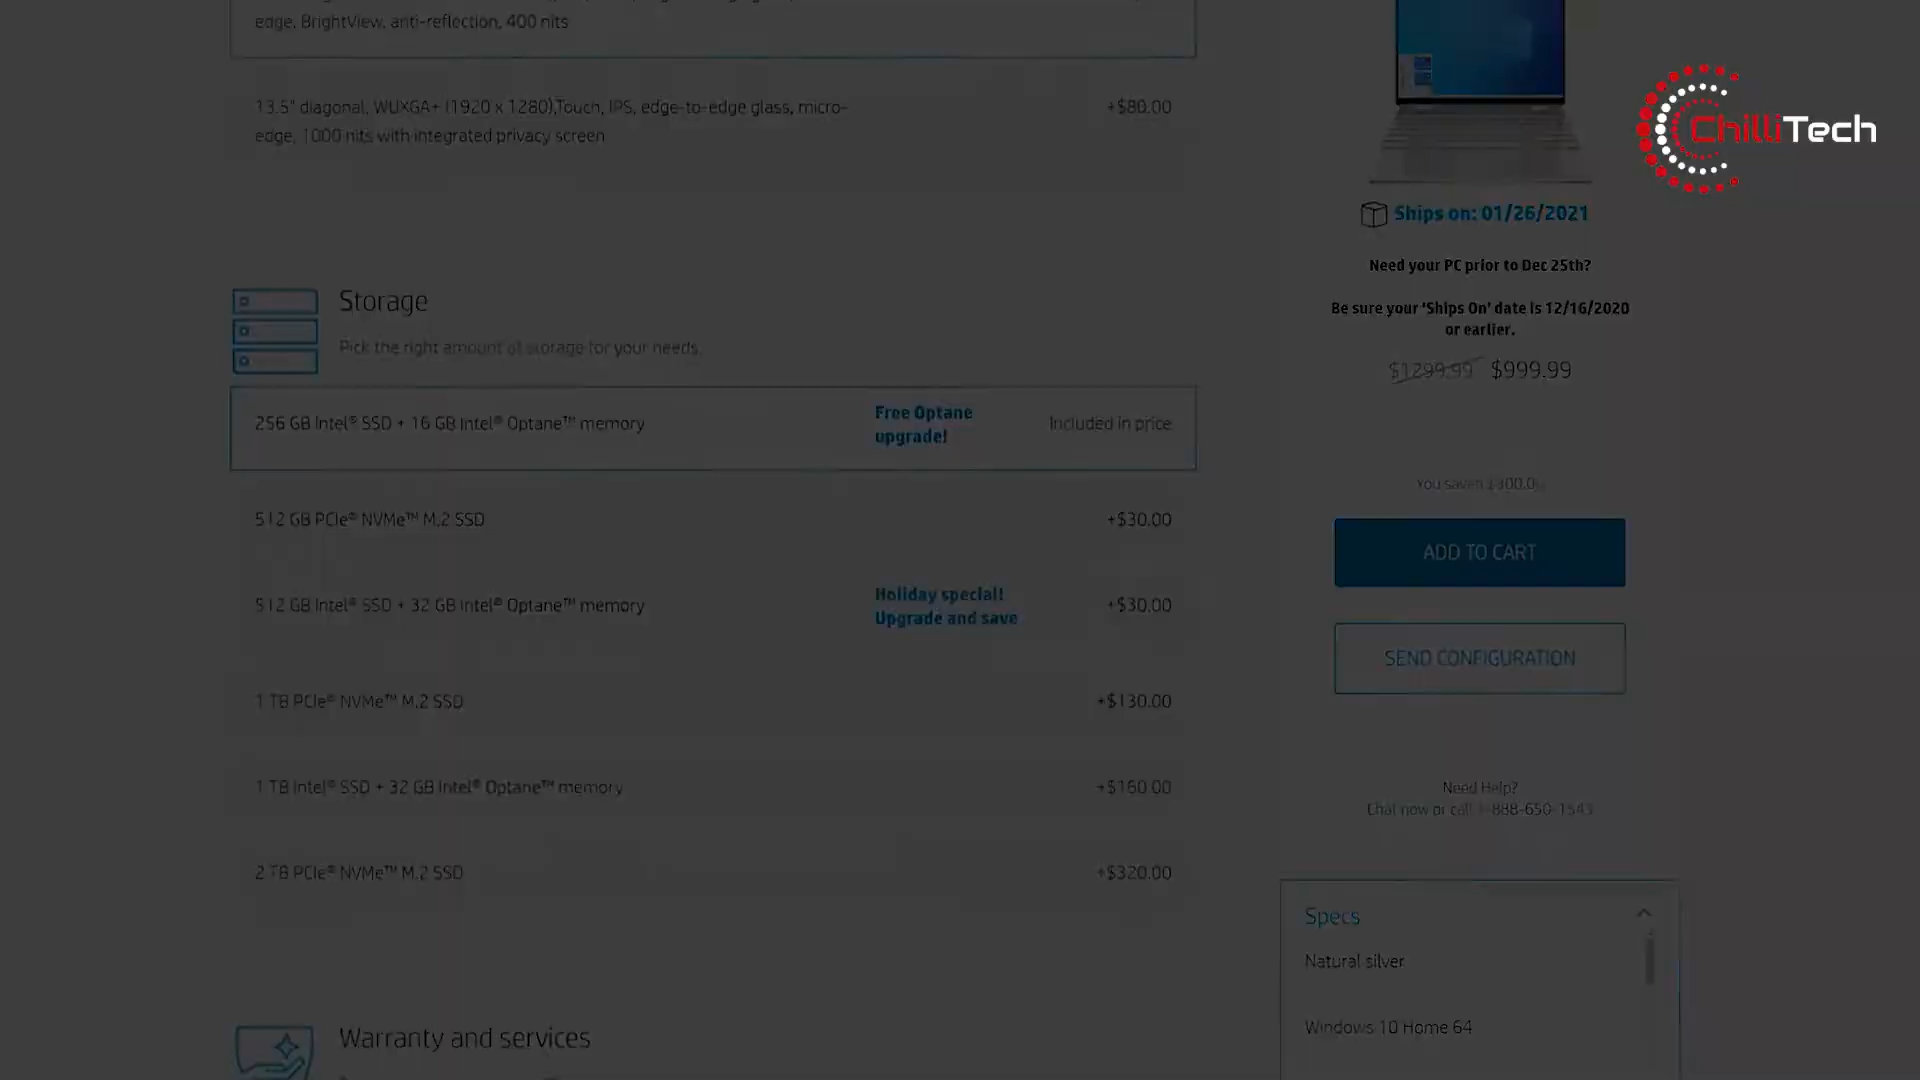 edge, BrightView, anti-reflection, 400 nits
13.5" diagonal, WUXGA+ (1920 x 1280),Touch, IPS, edge-to-edge glass, micro-
edge, 1000 nits with integrated privacy screen
+$80.00
ChilliTech
Ships on: 01/26/2021
Need your PC prior to Dec 25th?
Be sure your 'Ships On' date is 12/16/2020
or earlier.
$1299.99 $999.99
You saved $300.0
ADD TO CART
SEND CONFIGURATION
Need Help?
Chat now or call 1-888-650-1543
Storage
Pick the right amount of storage for your needs.
256 GB Intel® SSD + 16 GB Intel® Optane™ memory
Free Optane
upgrade!
Included in price
512 GB PCIe® NVMe™ M.2 SSD
+$30.00
512 GB Intel® SSD + 32 GB Intel® Optane™ memory
Holiday special!
Upgrade and save
+$30.00
1 TB PCIe® NVMe™ M.2 SSD
+$130.00
1 TB Intel® SSD + 32 GB Intel® Optane™ memory
+$160.00
2 TB PCIe® NVMe™ M.2 SSD
+$320.00
Specs
Natural silver
Windows 10 Home 64
Warranty and services